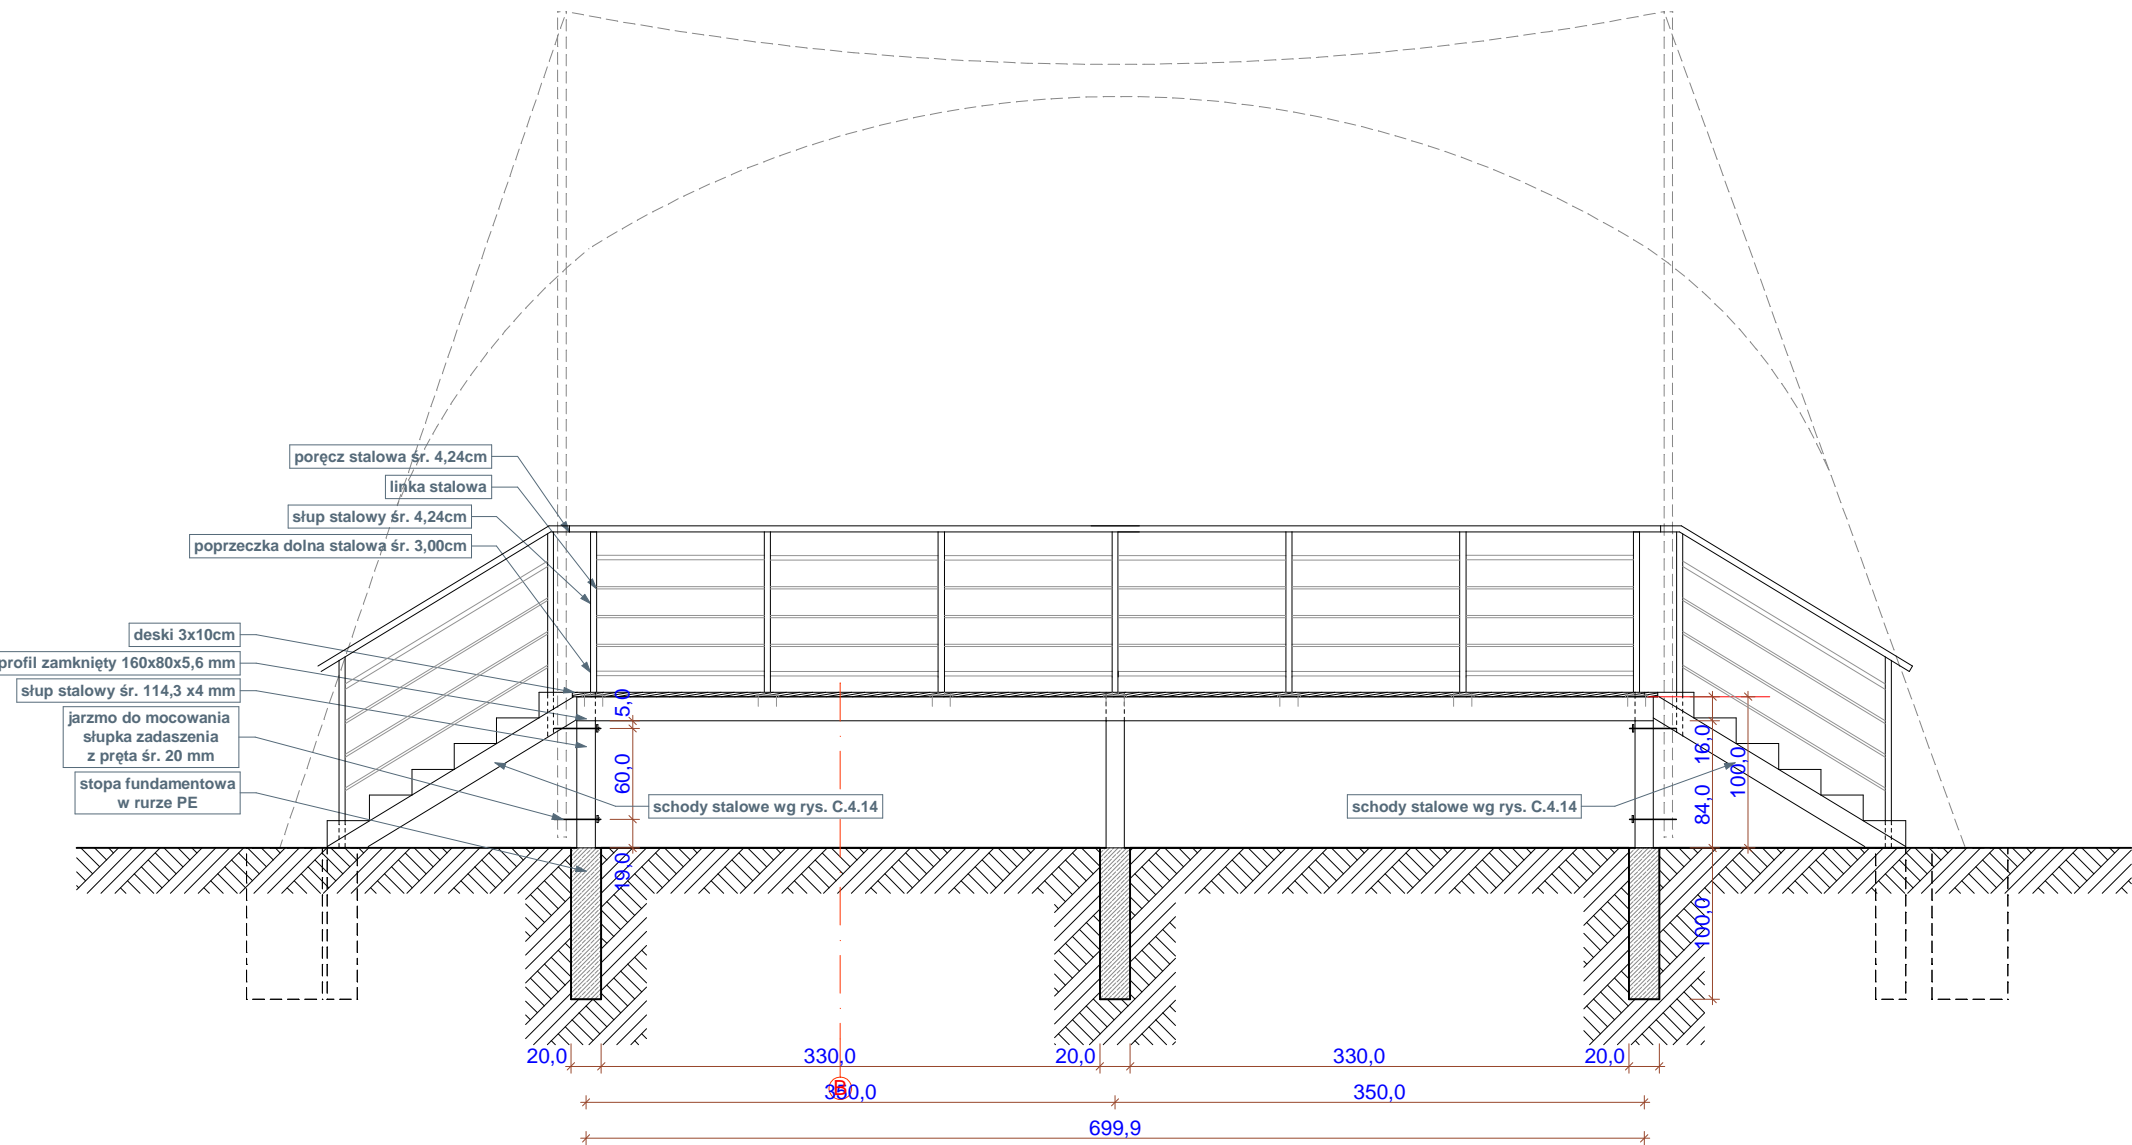 poręcz stalowa śr. 4,24cm
linka stalowa
słup stalowy śr. 4,24cm
poprzeczka dolna stalowa śr. 3,00cm
deski 3x10cm
profil zamknięty 160x80x5,6 mm
słup stalowy śr. 114,3 x4 mm
jarzmo do mocowania
słupka zadaszenia
z pręta śr. 20 mm
stopa fundamentowa
w rurze PE
schody stalowe wg rys. C.4.14
schody stalowe wg rys. C.4.14
5,0
60,0
19,0
16,0
84,0
100,0
100,0
20,0
330,0
20,0
330,0
20,0
B
350,0
350,0
699,9